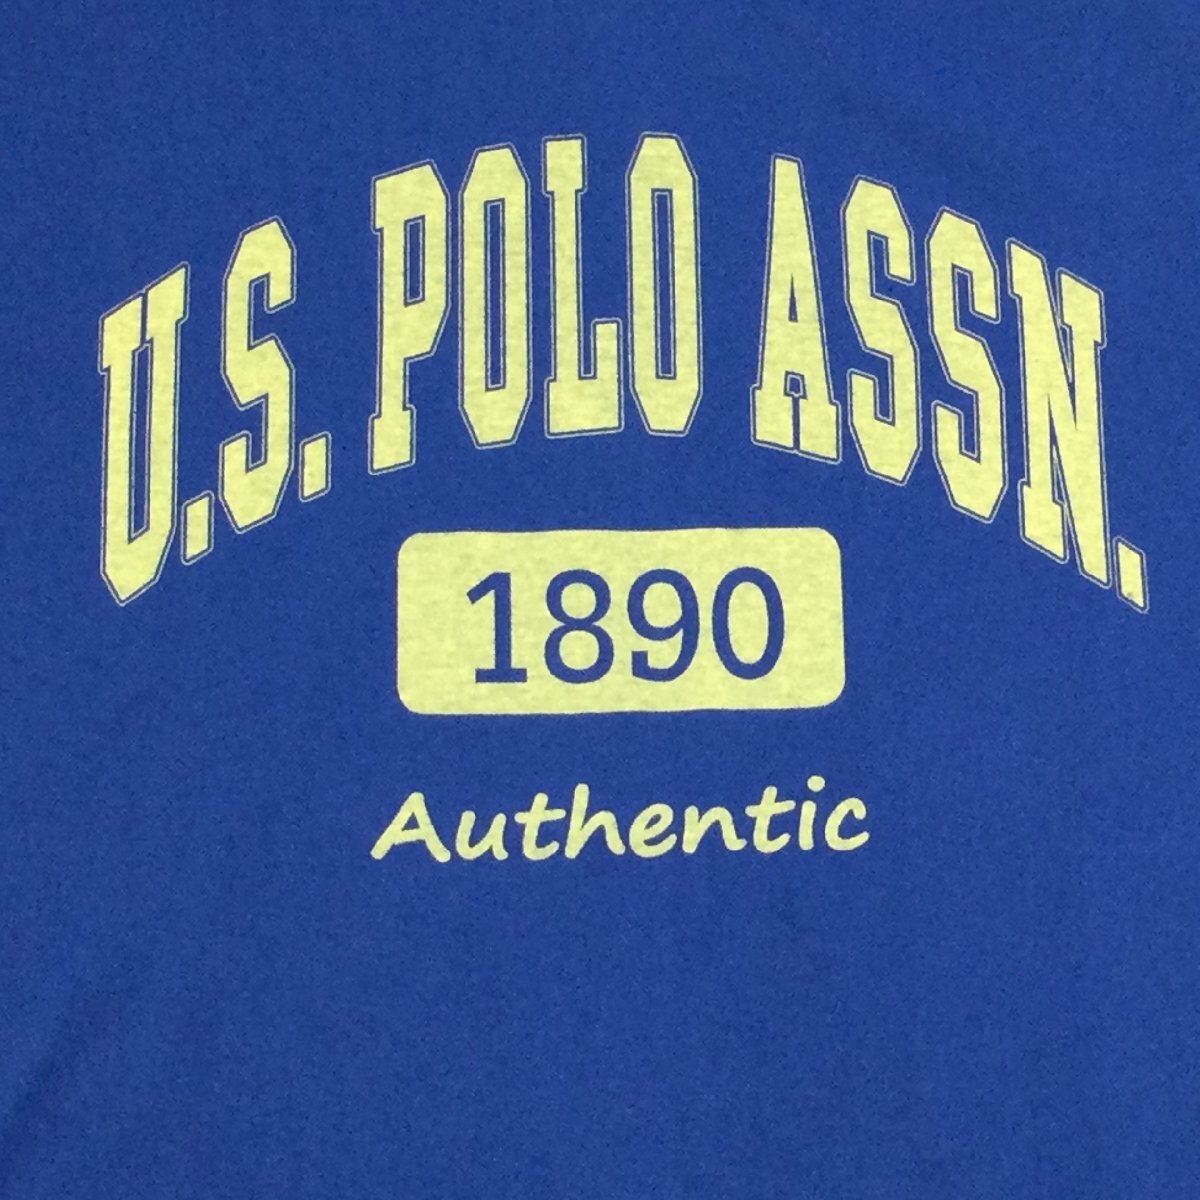 U.S. POLO ASSN.
1890
Authentic